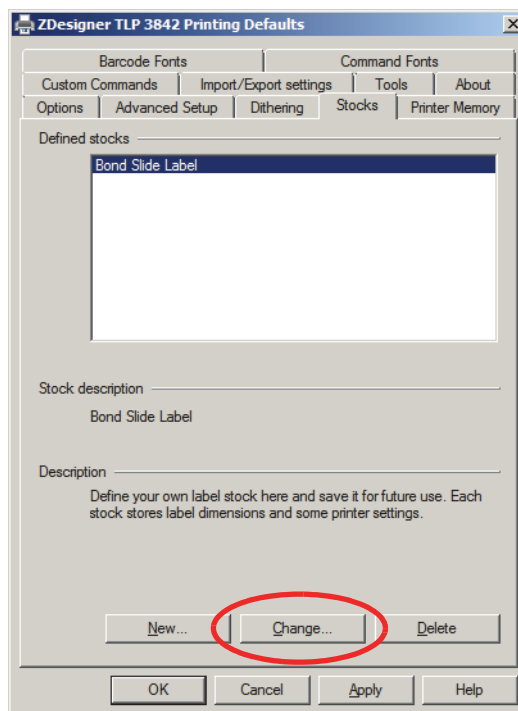 ZDesigner TLP 3842 Printing Defaults
Barcode Fonts Command Fonts
Custom Commands Import/Export settings Tools About
Options Advanced Setup Dithering Stocks Printer Memory
Defined stocks
Bond Slide Label
Stock description
Bond Slide Label
Description
Define your own label stock here and save it for future use. Each
stock stores label dimensions and some printer settings.
New... Change... Delete
OK Cancel Apply Help